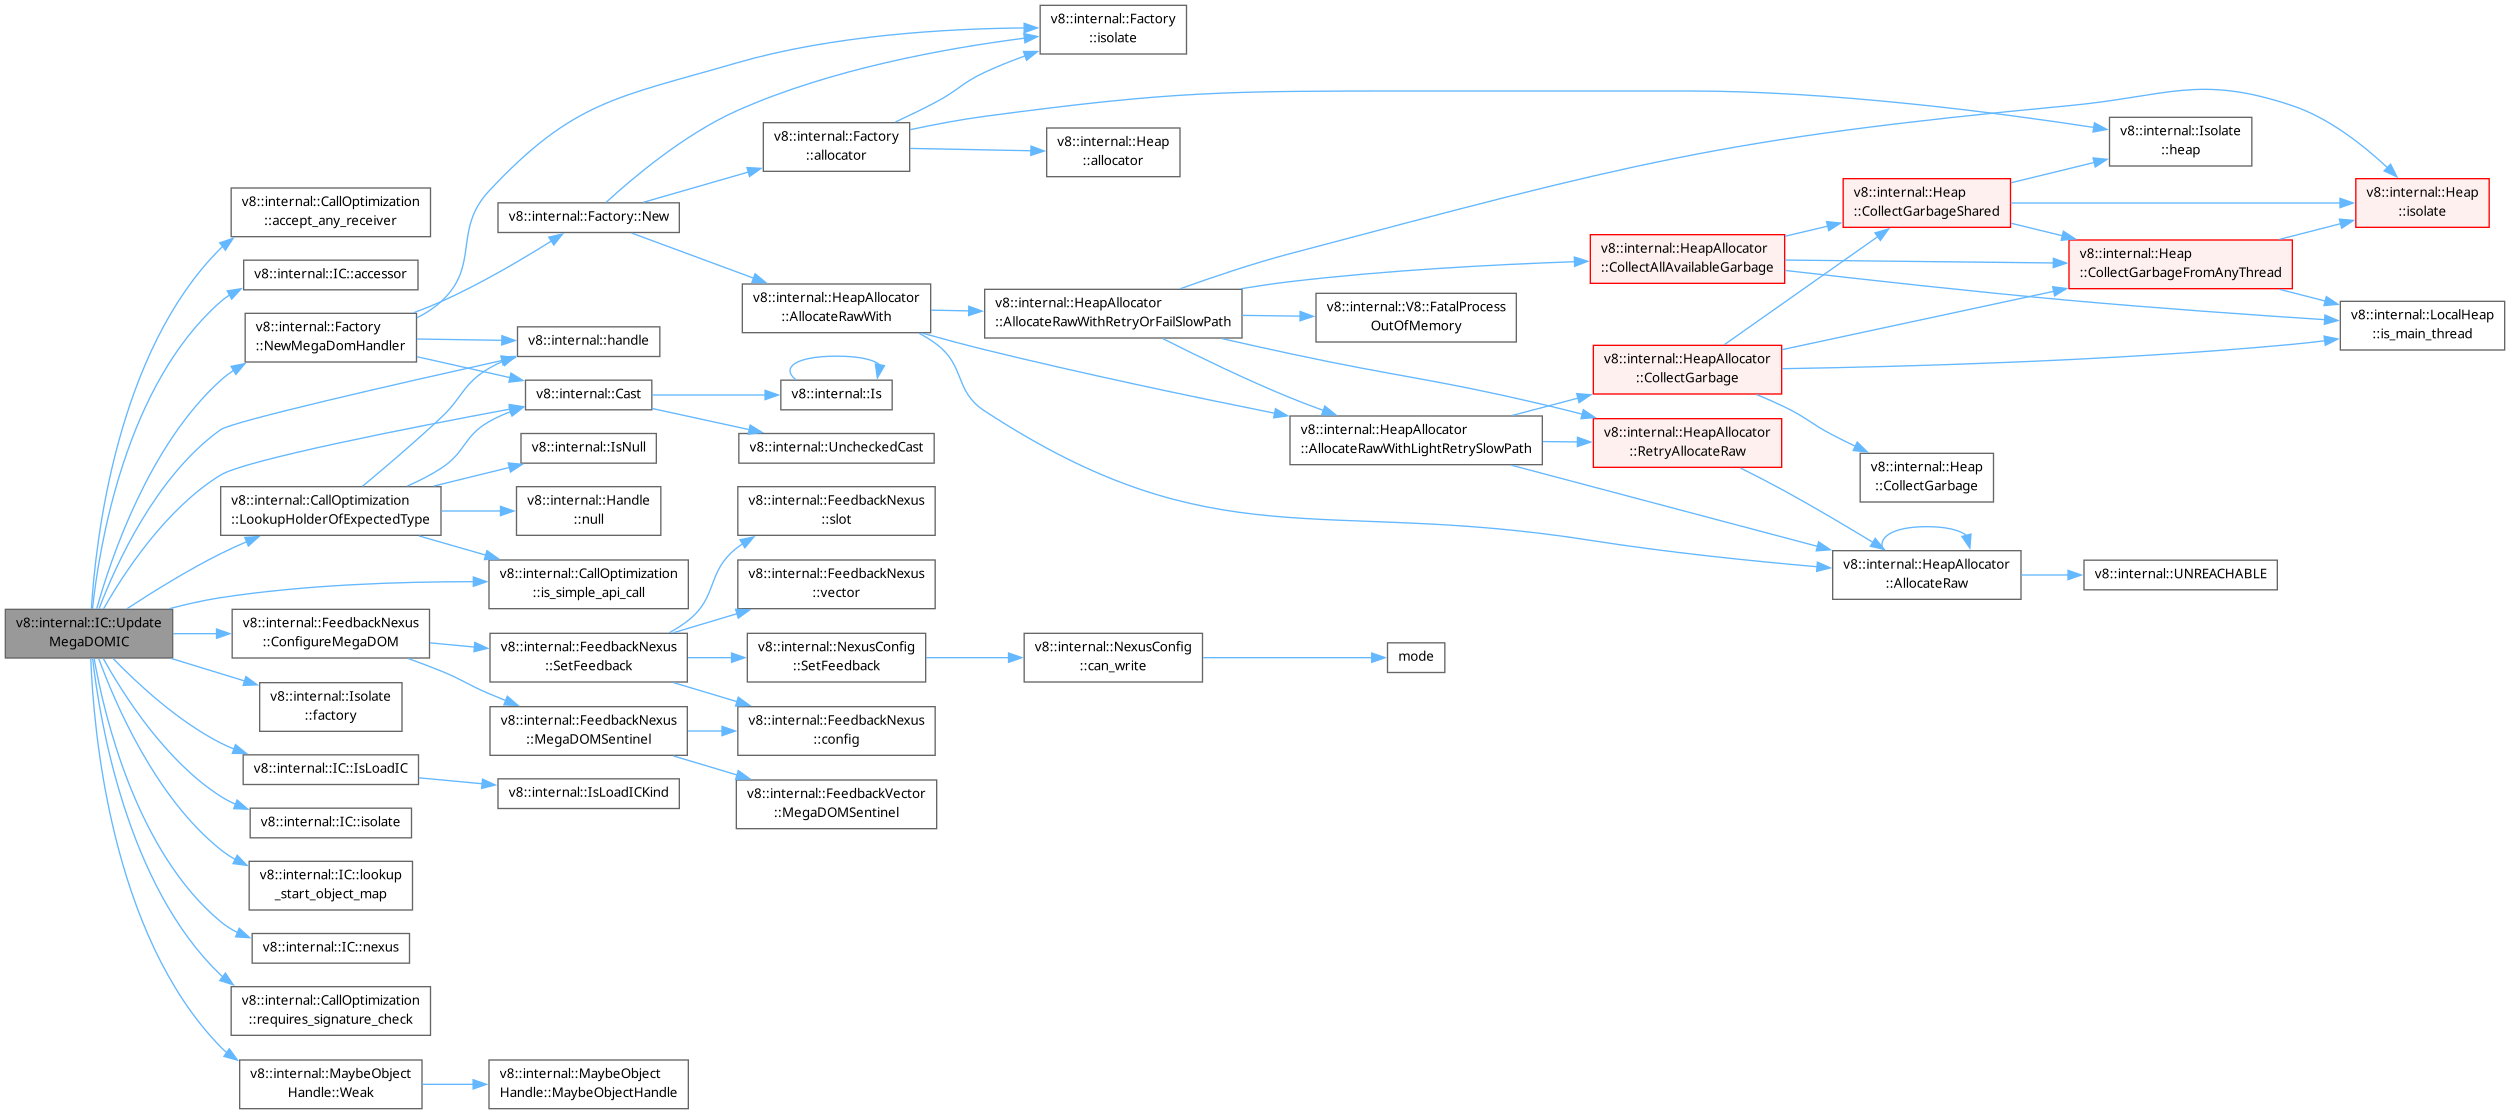 v8::internal::IC::Update
MegaDOMIC
v8::internal::CallOptimization
::accept_any_receiver
v8::internal::IC::accessor
v8::internal::Factory
::NewMegaDomHandler
v8::internal::CallOptimization
::LookupHolderOfExpectedType
v8::internal::FeedbackNexus
::ConfigureMegaDOM
v8::internal::Isolate
::factory
v8::internal::IC::IsLoadIC
v8::internal::IC::isolate
v8::internal::IC::lookup
_start_object_map
v8::internal::IC::nexus
v8::internal::CallOptimization
::requires_signature_check
v8::internal::MaybeObject
Handle::Weak
v8::internal::Factory::New
v8::internal::handle
v8::internal::Cast
v8::internal::IsNull
v8::internal::Handle
::null
v8::internal::CallOptimization
::is_simple_api_call
v8::internal::FeedbackNexus
::SetFeedback
v8::internal::FeedbackNexus
::MegaDOMSentinel
v8::internal::IsLoadICKind
v8::internal::MaybeObject
Handle::MaybeObjectHandle
v8::internal::Factory
::allocator
v8::internal::HeapAllocator
::AllocateRawWith
v8::internal::Is
v8::internal::UncheckedCast
v8::internal::FeedbackNexus
::slot
v8::internal::FeedbackNexus
::vector
v8::internal::NexusConfig
::SetFeedback
v8::internal::FeedbackNexus
::config
v8::internal::FeedbackVector
::MegaDOMSentinel
v8::internal::Factory
::isolate
v8::internal::Heap
::allocator
v8::internal::HeapAllocator
::AllocateRawWithRetryOrFailSlowPath
v8::internal::NexusConfig
::can_write
v8::internal::V8::FatalProcess
OutOfMemory
v8::internal::HeapAllocator
::AllocateRawWithLightRetrySlowPath
mode
v8::internal::HeapAllocator
::CollectAllAvailableGarbage
v8::internal::HeapAllocator
::CollectGarbage
v8::internal::HeapAllocator
::RetryAllocateRaw
v8::internal::Heap
::CollectGarbageShared
v8::internal::Heap
::CollectGarbage
v8::internal::HeapAllocator
::AllocateRaw
v8::internal::Isolate
::heap
v8::internal::Heap
::CollectGarbageFromAnyThread
v8::internal::UNREACHABLE
v8::internal::Heap
::isolate
v8::internal::LocalHeap
::is_main_thread